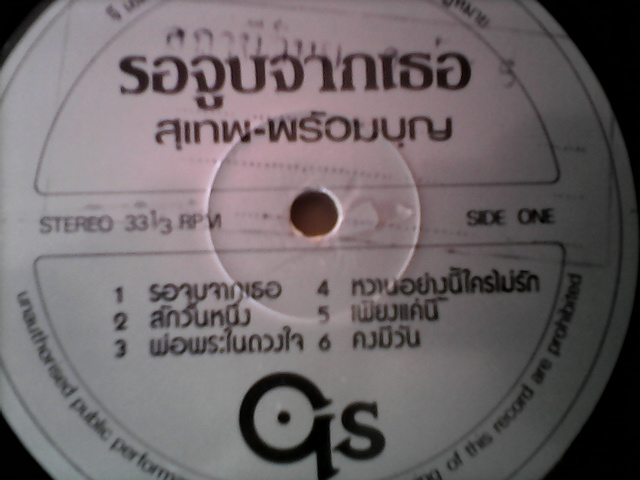 รอจูบจากเธอ
สุเทพ-พร้อมบุญ
STEREO 33 1/3 RPM
SIDE ONE
1 รอจูบจากเธอ
2 สักวันหนึ่ง
3 พ่อพระในดวงใจ
4 หวานอย่างนี้ใครไม่รัก
5 เพียงแค่นี้
6 คงมีวัน
unauthorised public performa
ng of this record are prohibited